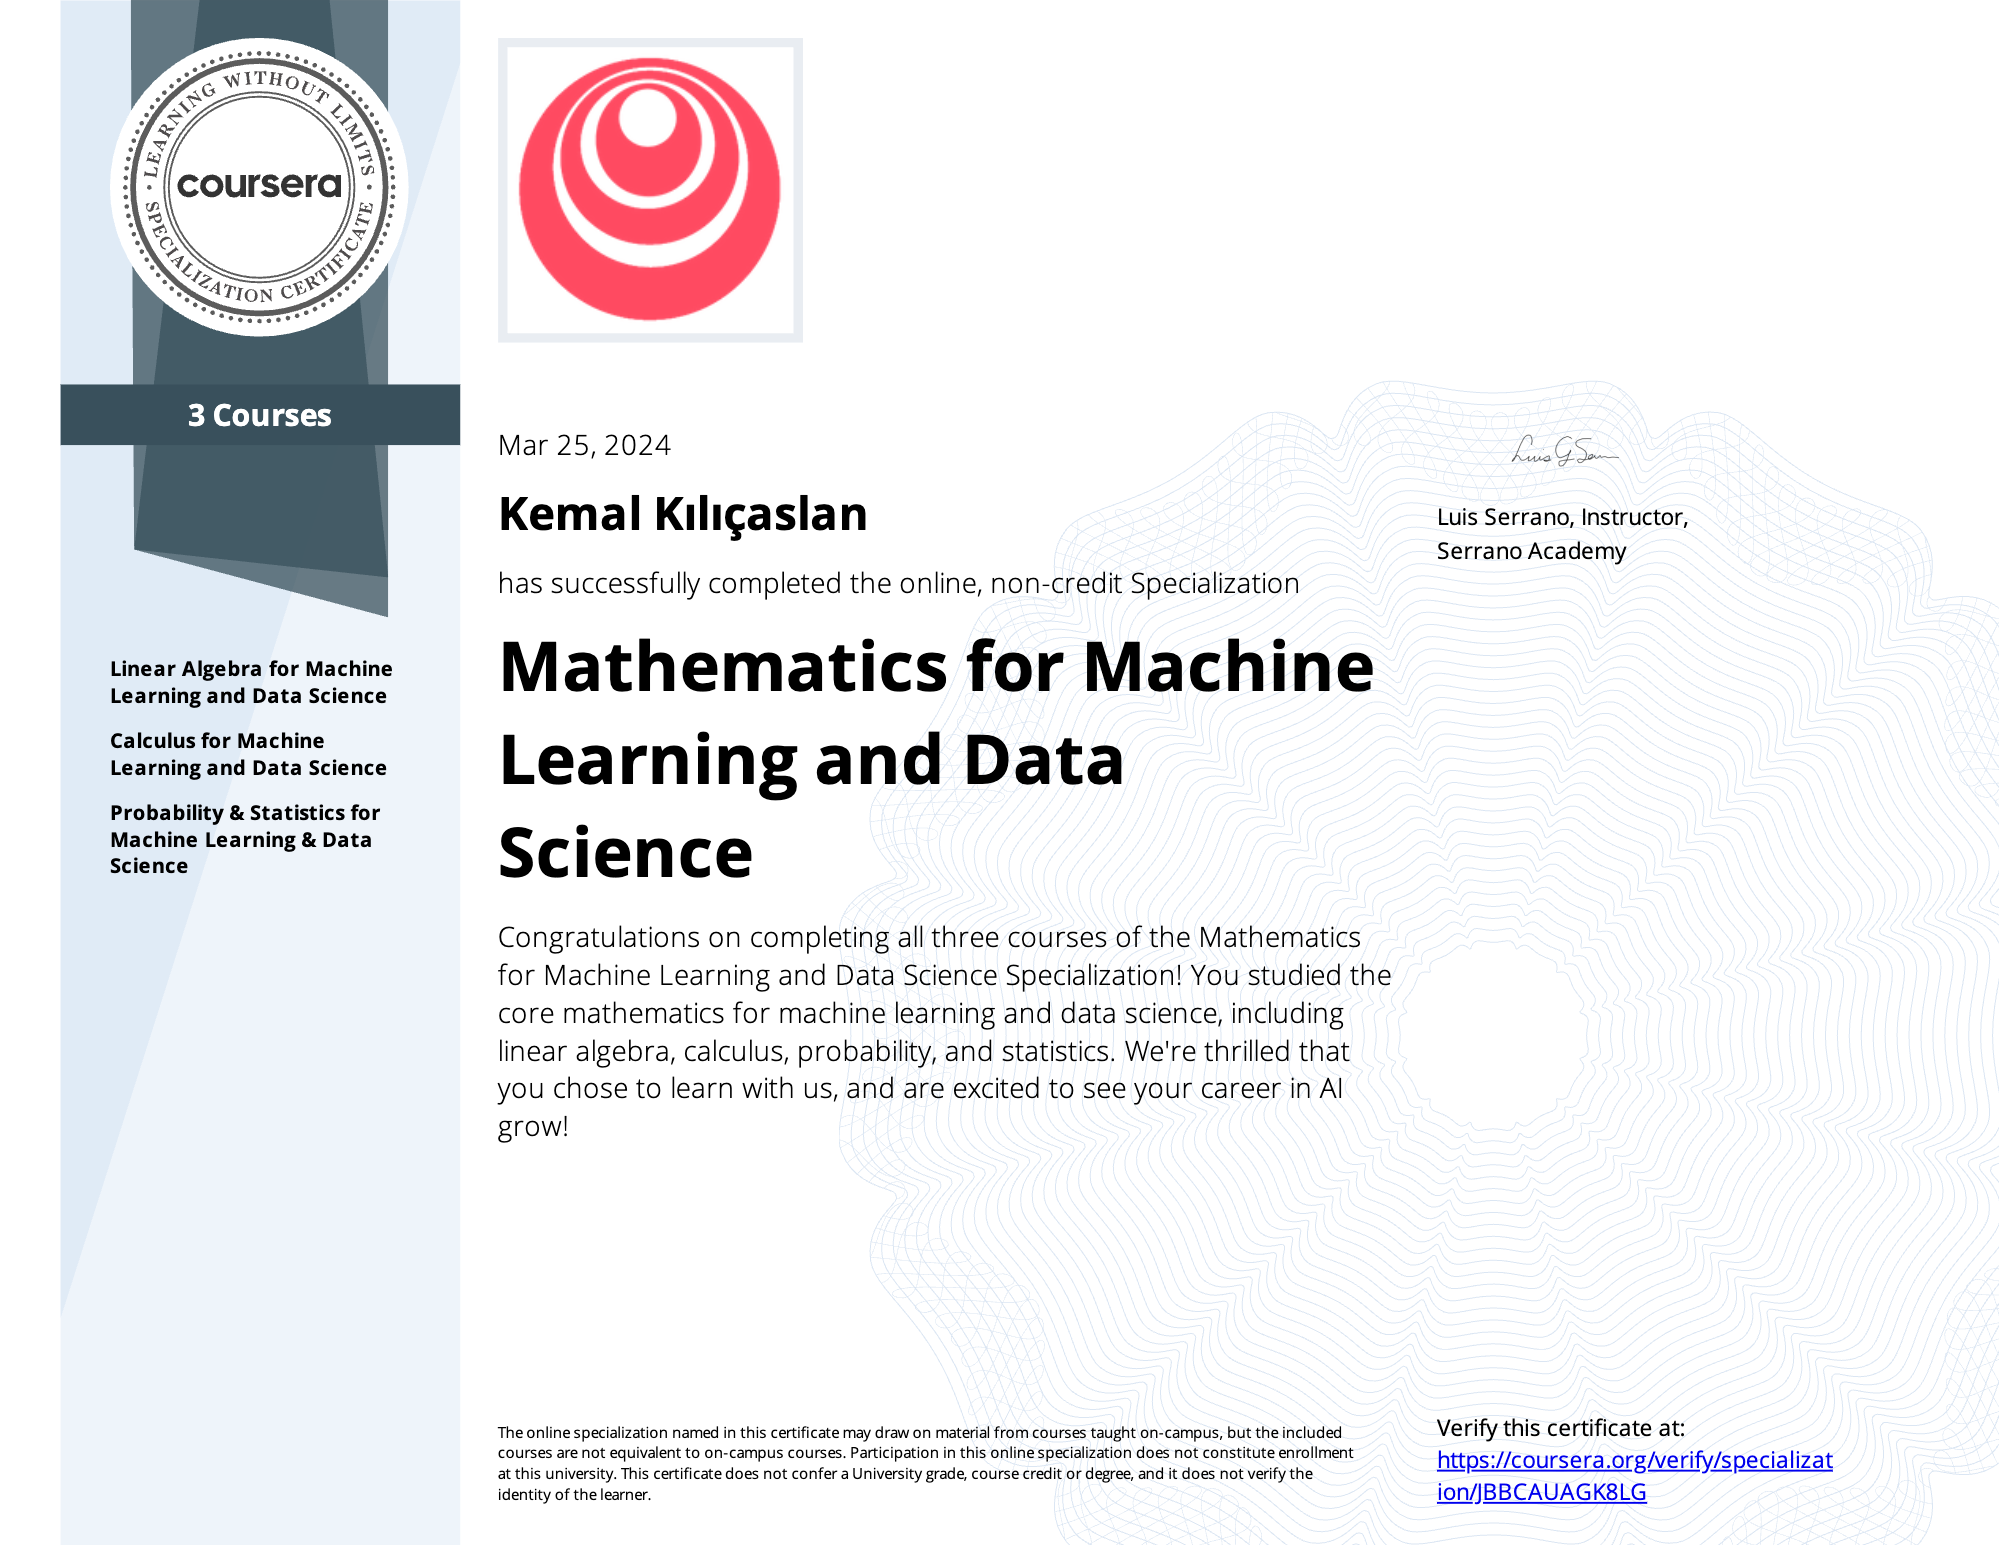 LEARNING WITHOUT LIMITS
coursera
SPECIALIZATION CERTIFICATE
3 Courses
Linear Algebra for Machine
Learning and Data Science
Calculus for Machine
Learning and Data Science
Probability & Statistics for
Machine Learning & Data
Science
Mar 25, 2024
Kemal Kılıçaslan
has successfully completed the online, non-credit Specialization
Mathematics for Machine
Learning and Data
Science
Congratulations on completing all three courses of the Mathematics
for Machine Learning and Data Science Specialization! You studied the
core mathematics for machine learning and data science, including
linear algebra, calculus, probability, and statistics. We're thrilled that
you chose to learn with us, and are excited to see your career in AI
grow!
Luis G Serr
Luis Serrano, Instructor,
Serrano Academy
The online specialization named in this certificate may draw on material from courses taught on-campus, but the included
courses are not equivalent to on-campus courses. Participation in this online specialization does not constitute enrollment
at this university. This certificate does not confer a University grade, course credit or degree, and it does not verify the
identity of the learner.
Verify this certificate at:
https://coursera.org/verify/specializat
ion/JBBCAUAGK8LG